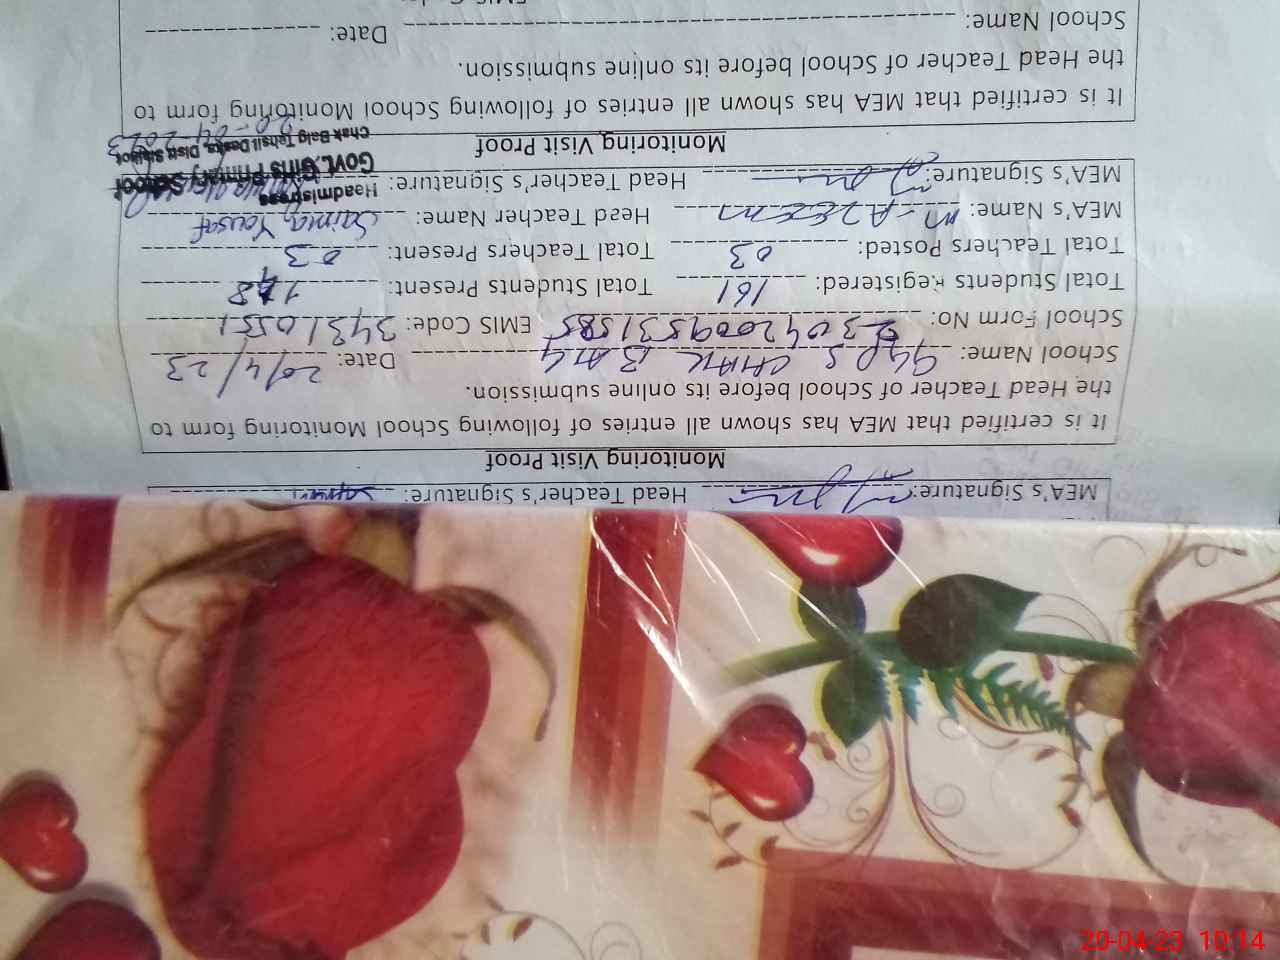 MEA's Signature: Head Teacher's Signature:
Monitoring Visit Proof
It is certified that MEA has shown all entries of following of School Monitoring form to
the Head Teacher of School before its online submission.
School Name: GGPS CHAK BAIG Date: 20/4/23
School Form No: 23042009531585 EMIS Code: 34310551
Total Students Registered: 161 Total Students Present:
Total Teachers Posted: 03 Total Teachers Present: 03
MEA's Name: M-Azeem Head Teacher Name: Saima Yousaf
MEA's Signature: Head Teacher's Signature:
Headmistress
Govt. Girls Primary School
Chak Baig Tehsil Daska, Distt Sialkot
20-04-2023
Monitoring Visit Proof
It is certified that MEA has shown all entries of following of School Monitoring form to
the Head Teacher of School before its online submission.
School Name: Date:
20-04-23 10:14